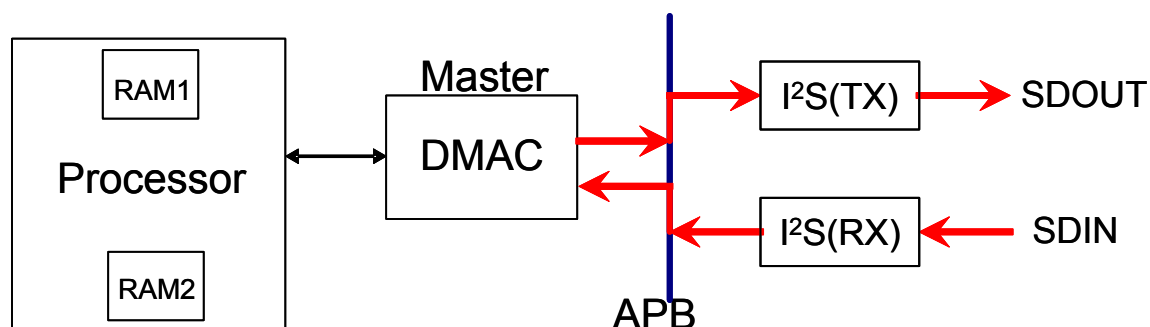 RAM1
Processor
RAM2
Master
DMAC
APB
I²S(TX)
SDOUT
I²S(RX)
SDIN